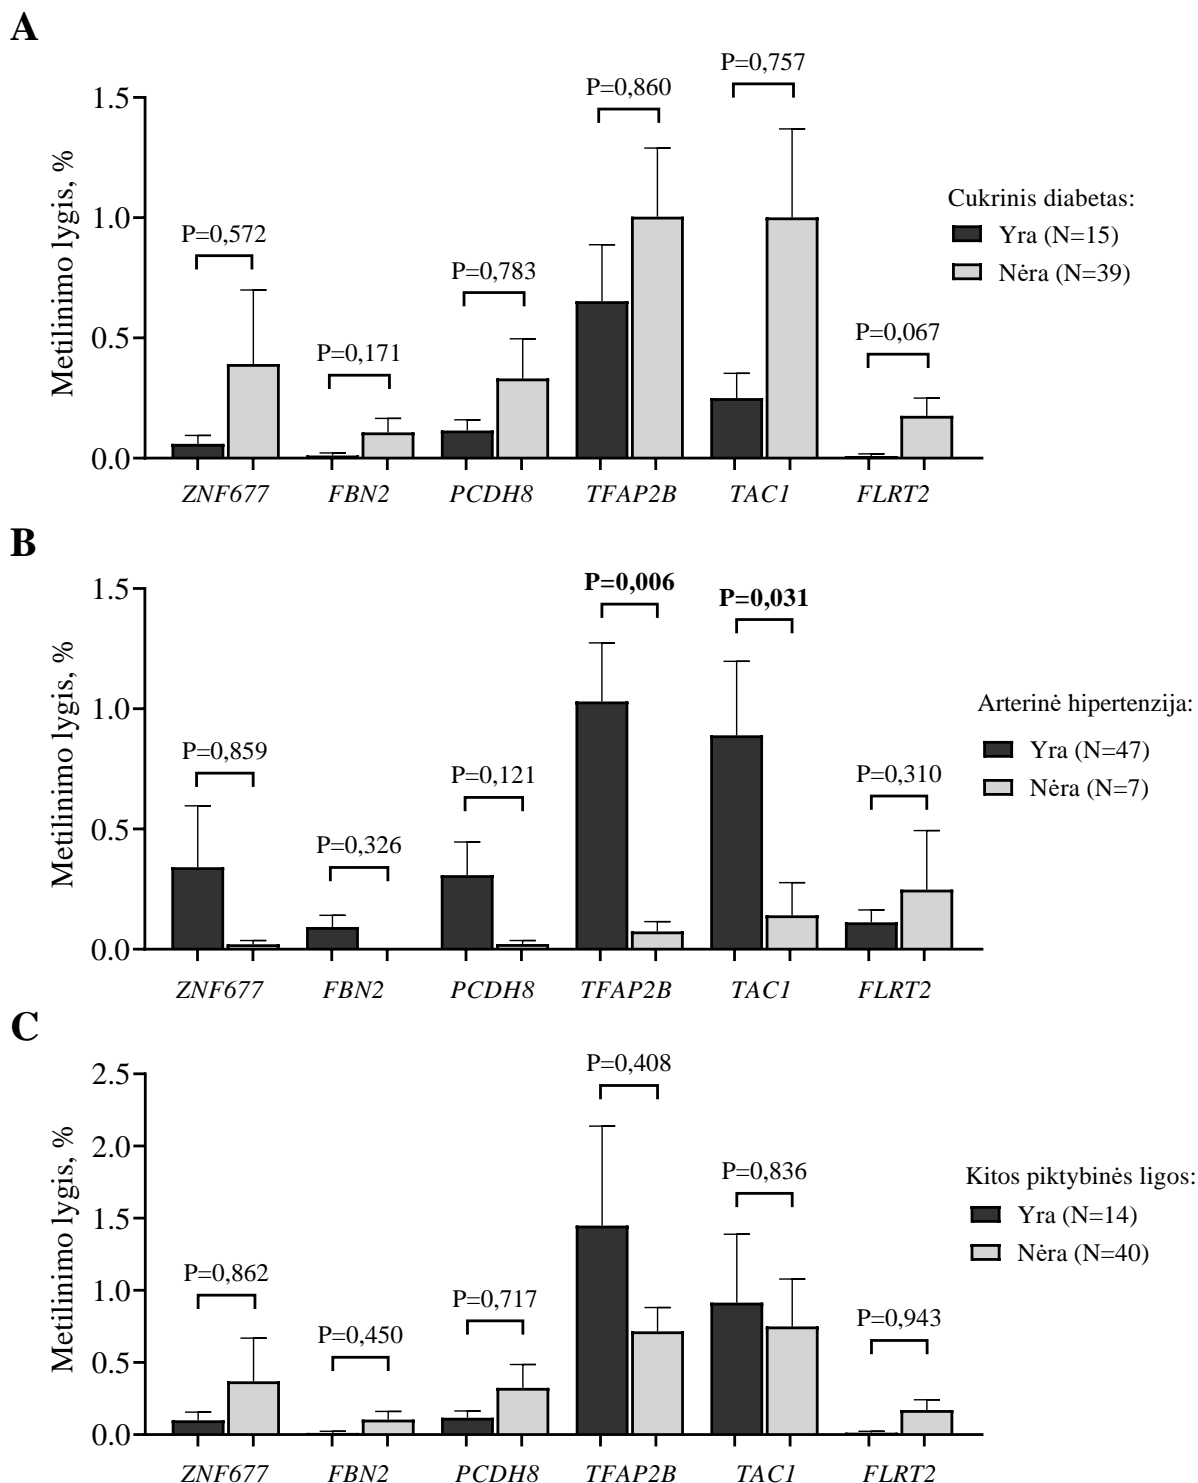 A
Metilinimo lygis, %
1.5
1.0
0.5
0.0
P=0,572
P=0,171
P=0,783
P=0,860
P=0,757
P=0,067
ZNF677 FBN2 PCDH8 TFAP2B TAC1 FLRT2
Cukrinis diabetas:
Yra (N=15)
Nėra (N=39)
B
Metilinimo lygis, %
1.5
1.0
0.5
0.0
P=0,859
P=0,326
P=0,121
P=0,006
P=0,031
P=0,310
ZNF677 FBN2 PCDH8 TFAP2B TAC1 FLRT2
Arterinė hipertenzija:
Yra (N=47)
Nėra (N=7)
C
Metilinimo lygis, %
2.5
2.0
1.5
1.0
0.5
0.0
P=0,862
P=0,450
P=0,717
P=0,408
P=0,836
P=0,943
ZNF677 FBN2 PCDH8 TFAP2B TAC1 FLRT2
Kitos piktybinės ligos:
Yra (N=14)
Nėra (N=40)